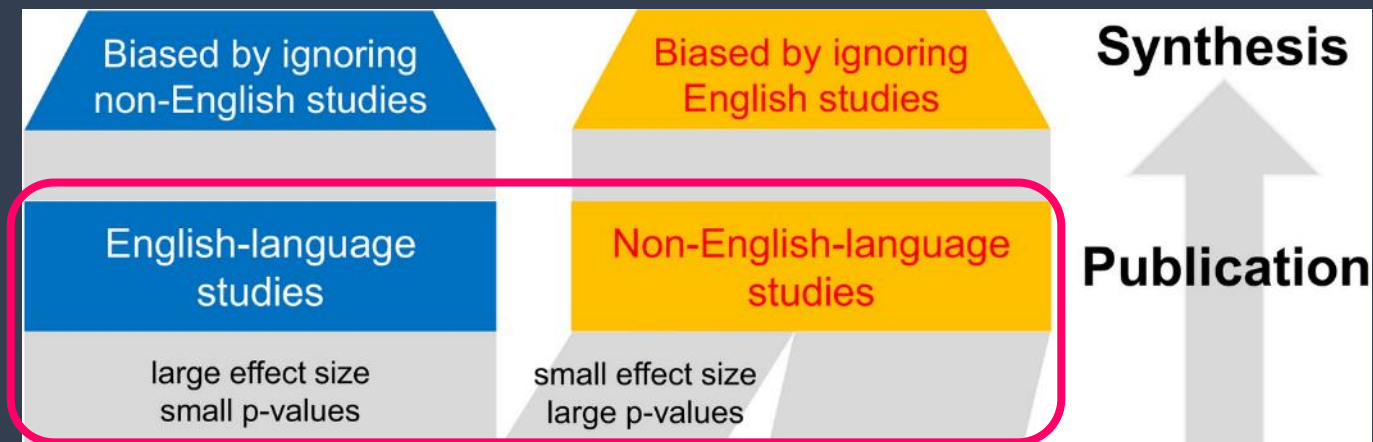 Biased by ignoring
non-English studies
Biased by ignoring
English studies
Synthesis
English-language
studies
Non-English-language
studies
Publication
large effect size
small p-values
small effect size
large p-values